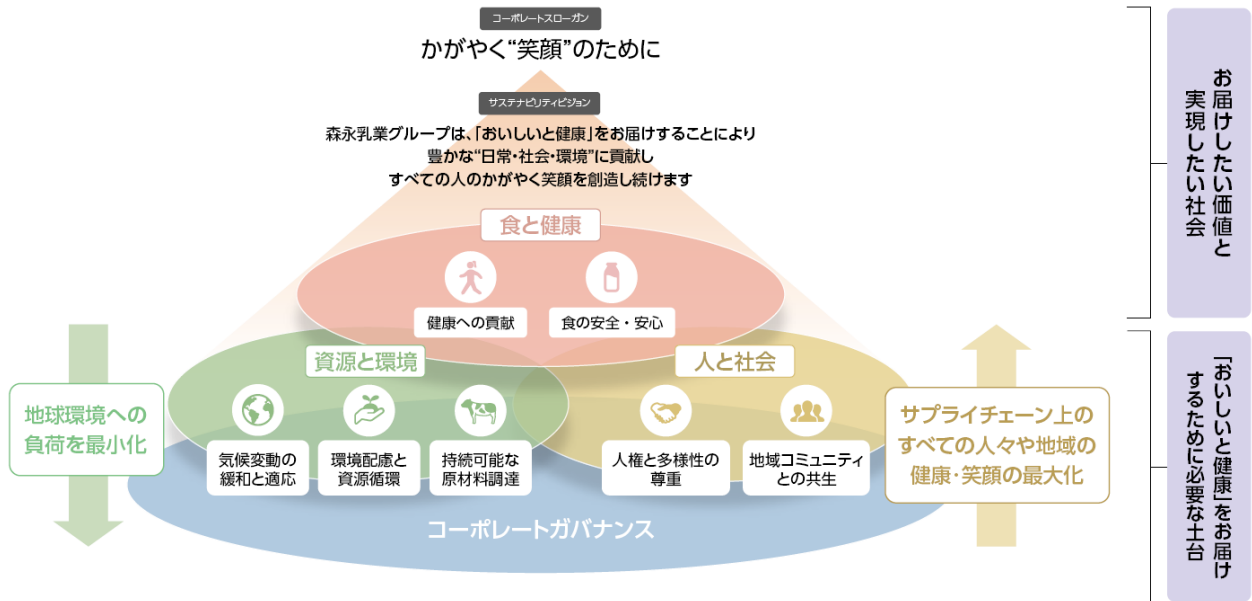 コーポレートスローガン
かがやく“笑顔”のために
サステナビリティビジョン
森永乳業グループは、「おいしいと健康」をお届けすることにより
豊かな“日常・社会・環境”に貢献し
すべての人のかがやく笑顔を創造し続けます
食と健康
健康への貢献
食の安全・安心
資源と環境
気候変動の
緩和と適応
環境配慮と
資源循環
持続可能な
原材料調達
人と社会
人権と多様性の
尊重
地域コミュニティ
との共生
コーポレートガバナンス
地球環境への
負荷を最小化
サプライチェーン上の
すべての人々や地域の
健康・笑顔の最大化
お届けしたい価値と
実現したい社会
「おいしいと健康」をお届け
するために必要な土台